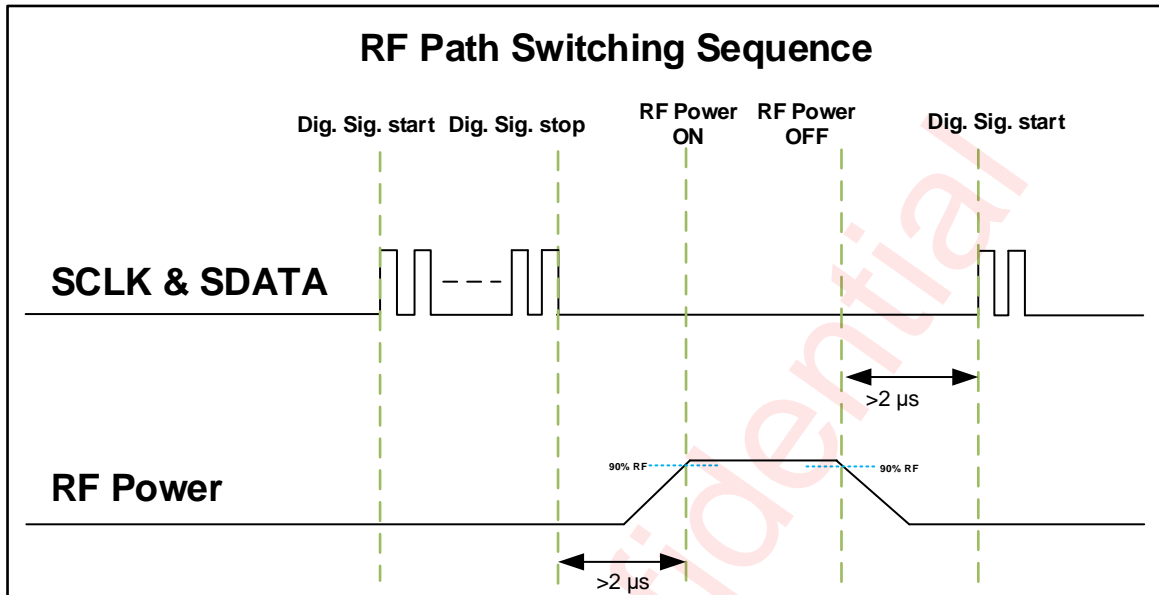 RF Path Switching Sequence
Dig. Sig. start
Dig. Sig. stop
RF Power
ON
RF Power
OFF
Dig. Sig. start
SCLK & SDATA
>2 µs
90% RF
90% RF
RF Power
>2 µs
fidential